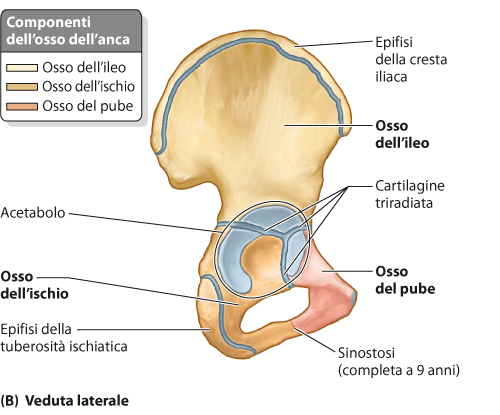 Componenti
dell'osso dell'anca
Osso dell'ileo
Osso dell'ischio
Osso del pube
Epifisi
della cresta
iliaca
Osso
dell'ileo
Cartilagine
triradiata
Acetabolo
Osso
dell'ischio
Osso
del pube
Epifisi della
tuberosità ischiatica
Sinostosi
(completa a 9 anni)
(B) Veduta laterale